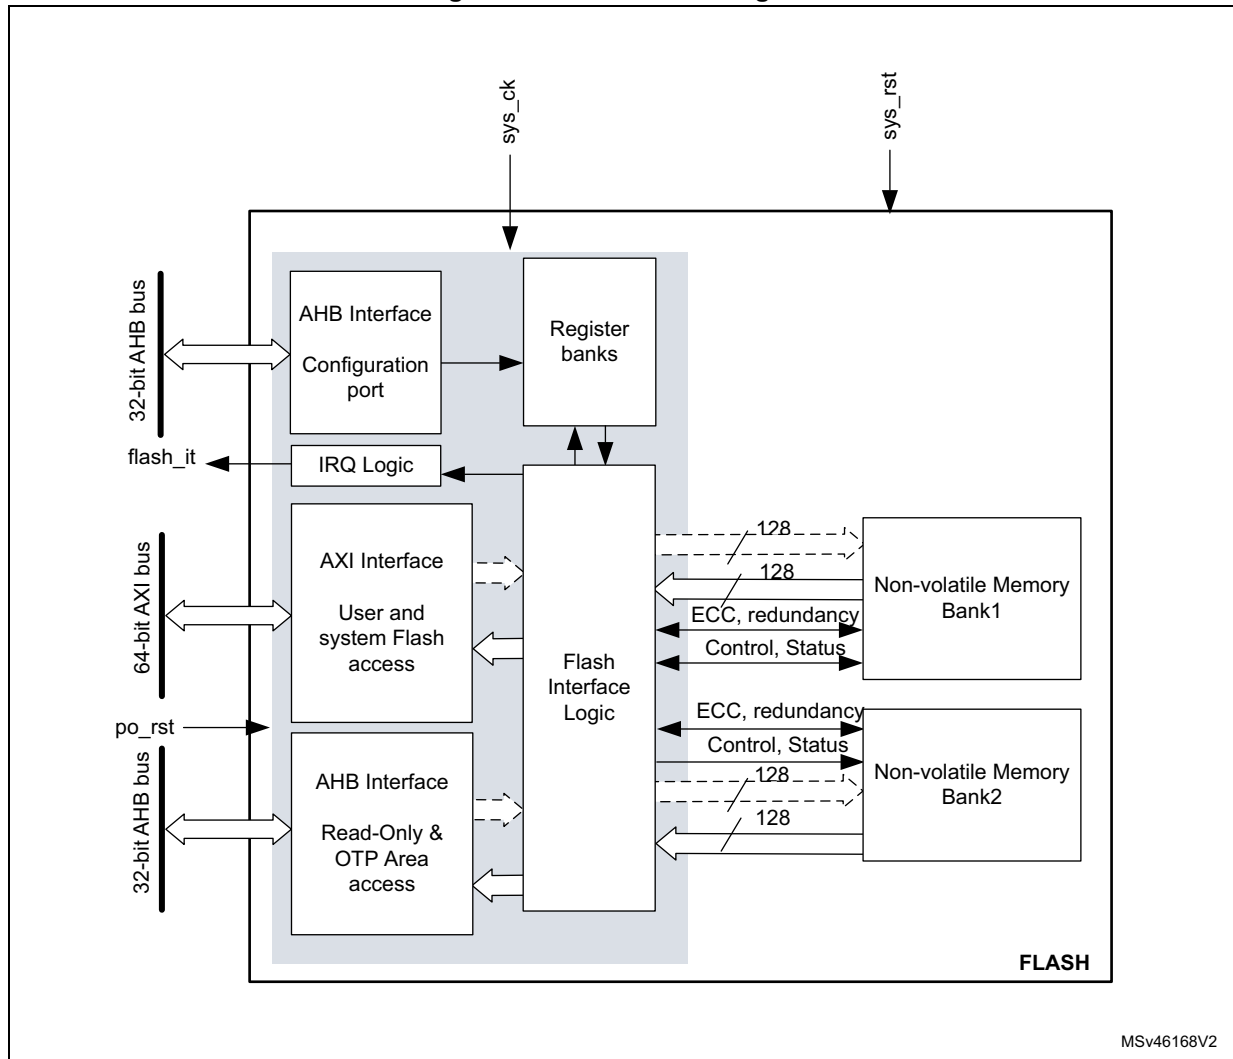 sys_ck
sys_rst
32-bit AHB bus
AHB Interface
Configuration
port
Register
banks
flash_it
IRQ Logic
64-bit AXI bus
AXI Interface
User and
system Flash
access
Flash
Interface
Logic
128
128
ECC, redundancy
Control, Status
Non-volatile Memory
Bank1
po_rst
32-bit AHB bus
AHB Interface
Read-Only &
OTP Area
access
ECC, redundancy
Control, Status
128
128
Non-volatile Memory
Bank2
FLASH
MSv46168V2